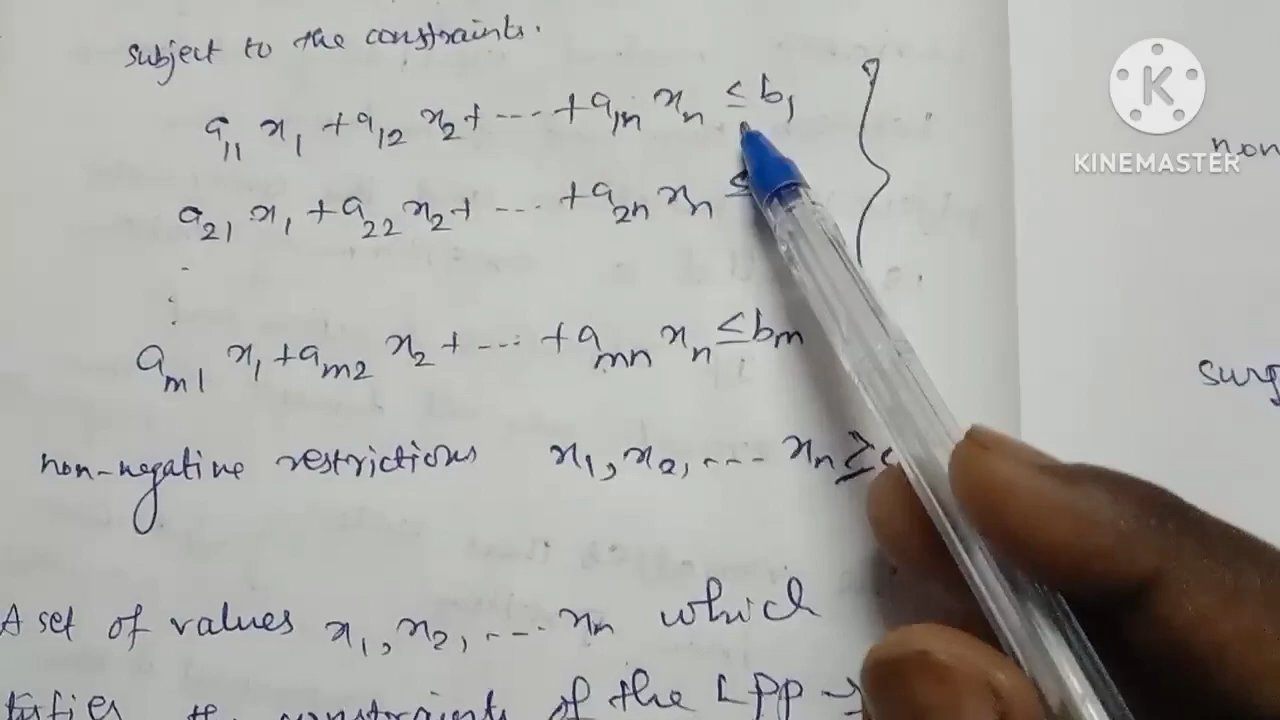 subject to the constraints.
a11 x1 + a12 x2 + ---- + a1n xn ≤ b1
a21 x1 + a22 x2 + ---- + a2n xn ≤
:
am1 x1 + am2 x2 + ---- + amn xn ≤ bm
non-negative restrictions x1, x2, ---- xn ≥
A set of values x1, x2, ---- xn which
constraints of the LPP →
non
K
KINEMASTER